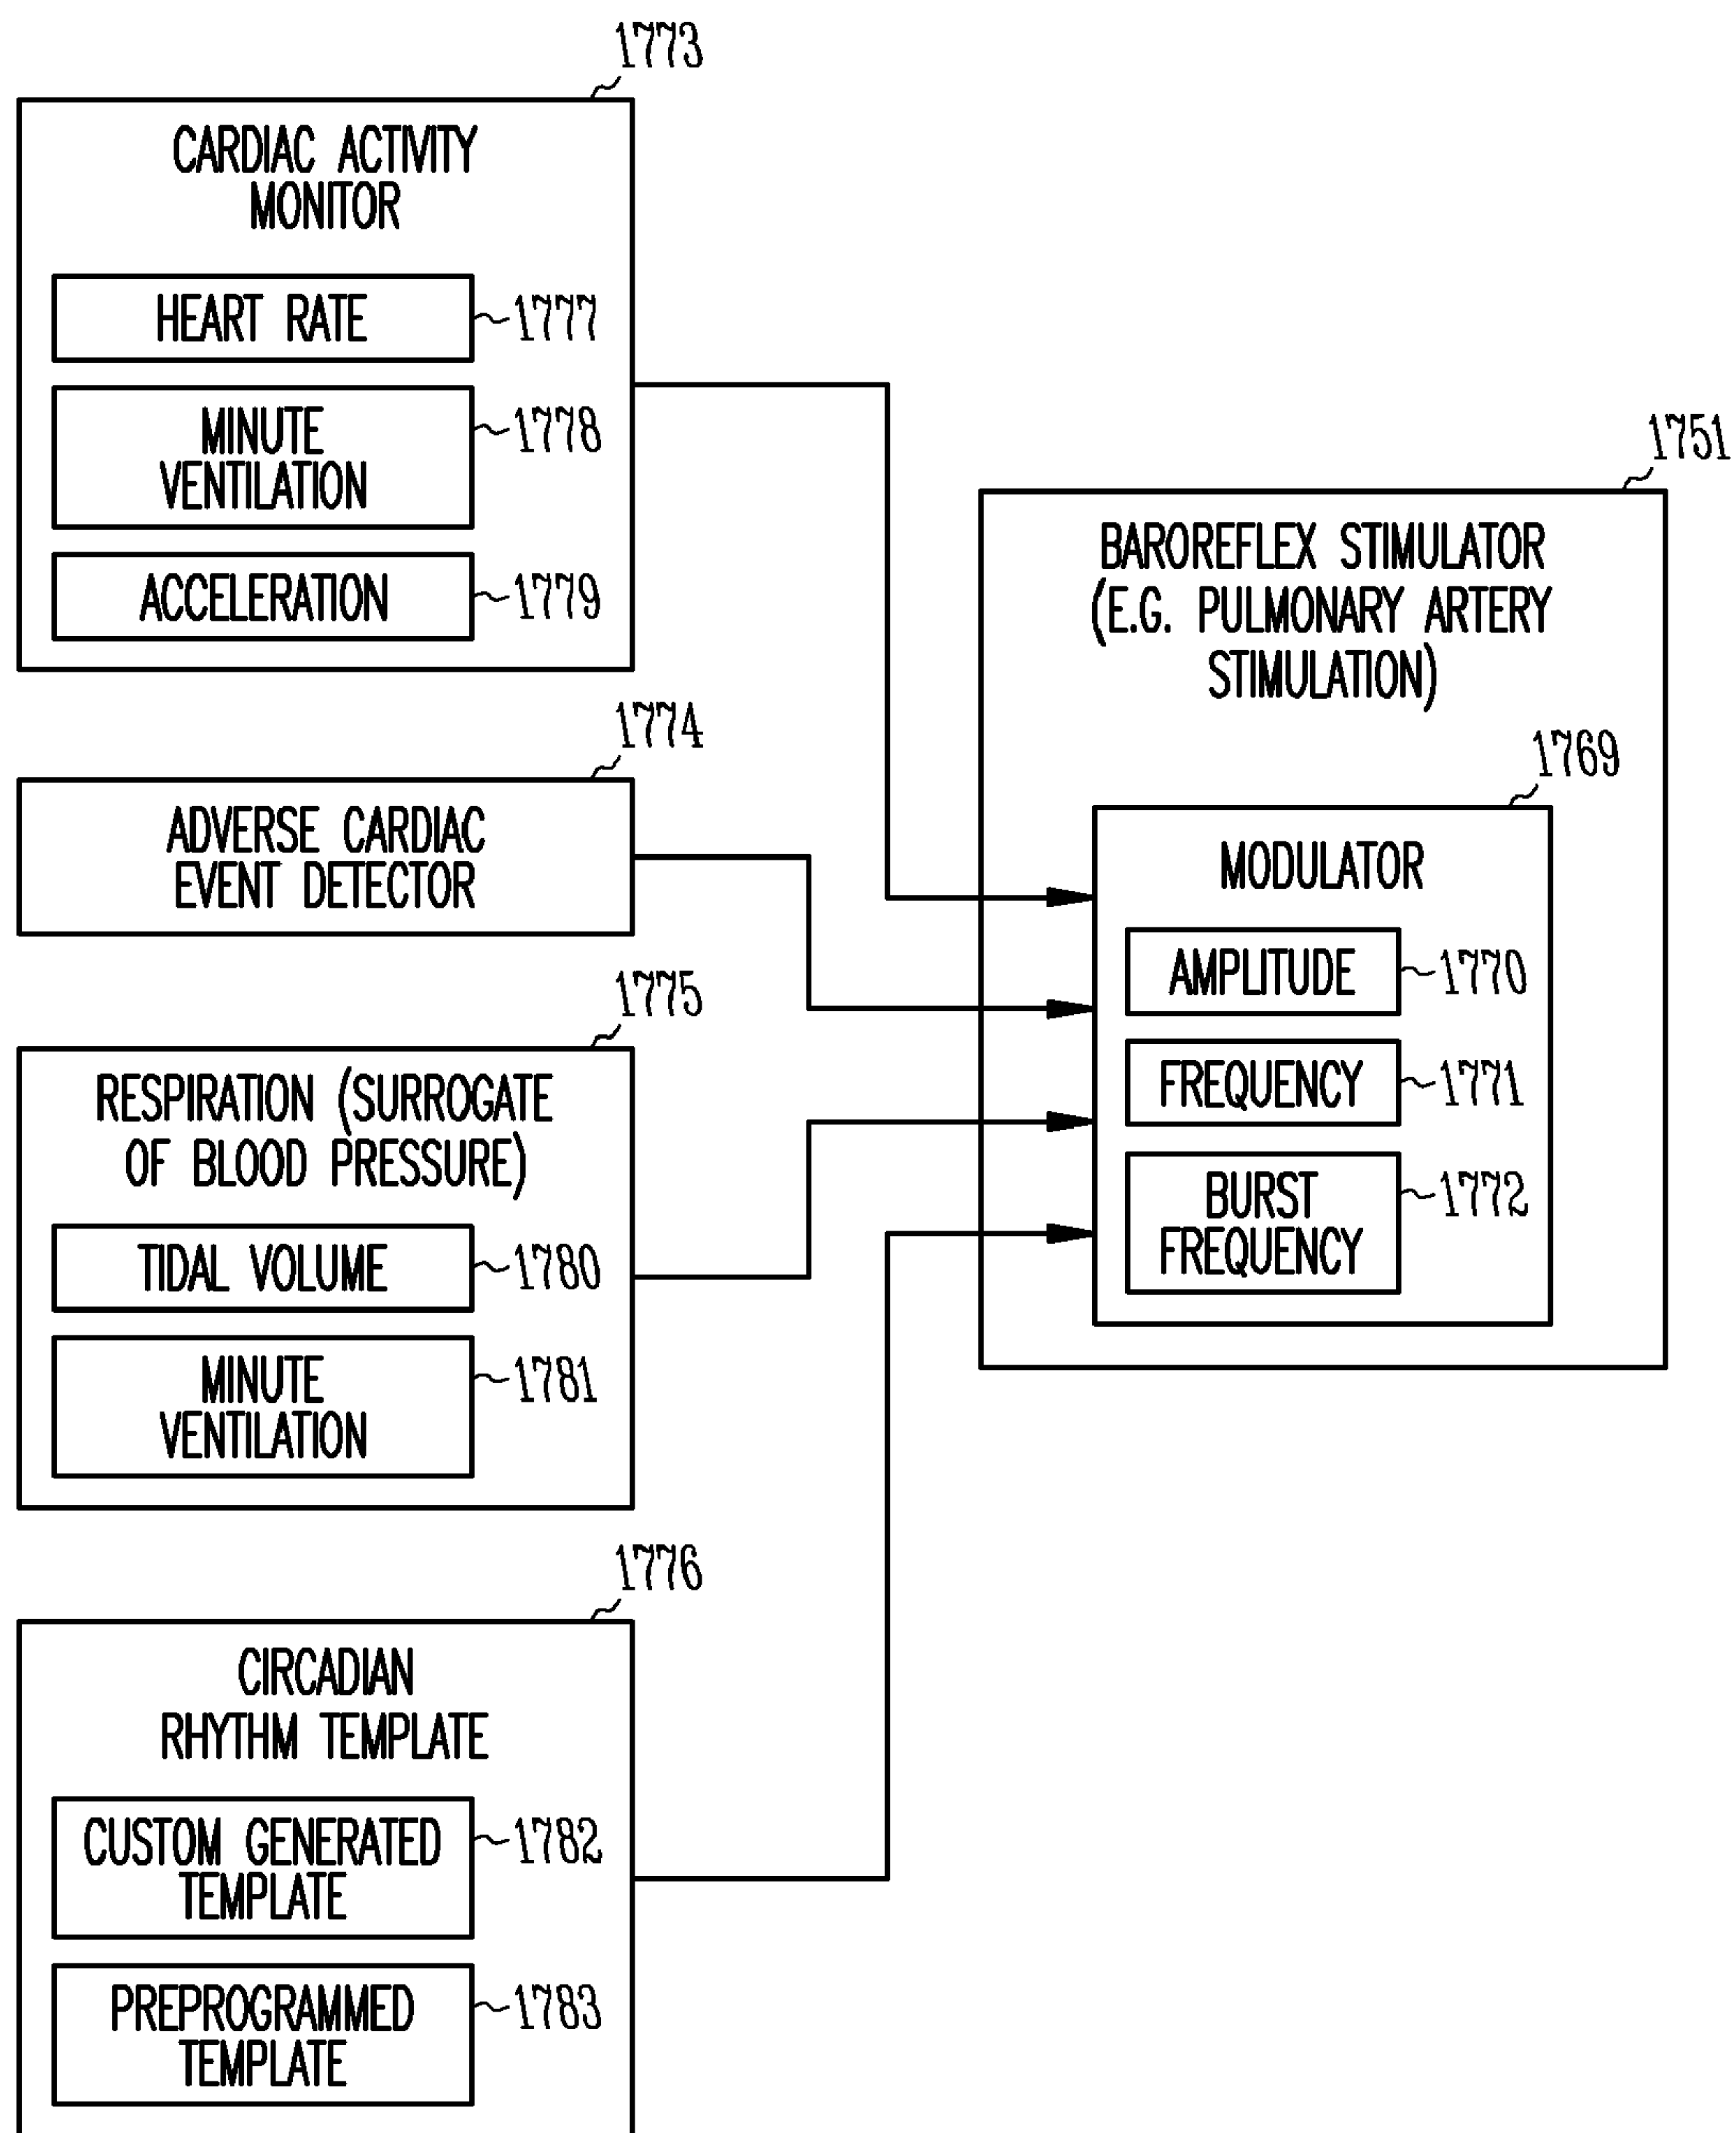 1773
CARDIAC ACTIVITY
MONITOR
HEART RATE
1777
MINUTE
VENTILATION
1778
ACCELERATION
1779
1774
ADVERSE CARDIAC
EVENT DETECTOR
1775
RESPIRATION (SURROGATE
OF BLOOD PRESSURE)
TIDAL VOLUME
1780
MINUTE
VENTILATION
1781
1776
CIRCADIAN
RHYTHM TEMPLATE
CUSTOM GENERATED
TEMPLATE
1782
PREPROGRAMMED
TEMPLATE
1783
1751
BAROREFLEX STIMULATOR
(E.G. PULMONARY ARTERY
STIMULATION)
1769
MODULATOR
AMPLITUDE
1770
FREQUENCY
1771
BURST
FREQUENCY
1772